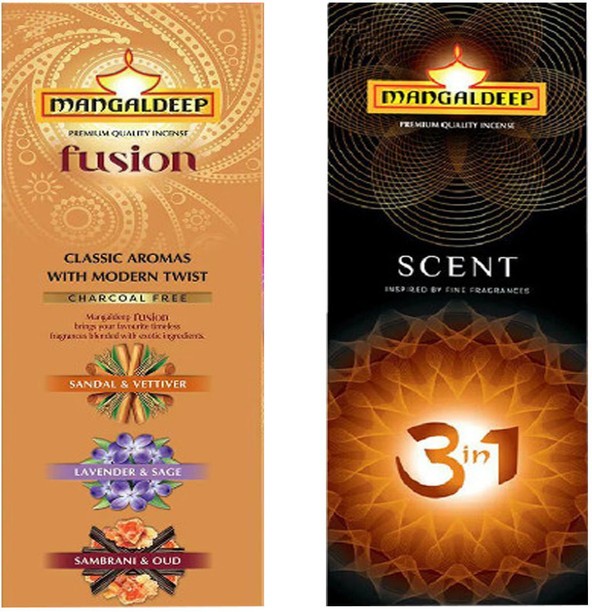 MANGALDEEP
PREMIUM QUALITY INCENSE
fusion
CLASSIC AROMAS
WITH MODERN TWIST
CHARCOAL FREE
Mangaldeep fusion
brings your favourite timeless
fragrances blended with exotic ingredients.
SANDAL & VETTIVER
LAVENDER & SAGE
SAMBRANI & OUD
MANGALDEEP
PREMIUM QUALITY INCENSE
SCENT
INSPIRED BY FINE FRAGRANCES
3 in 1